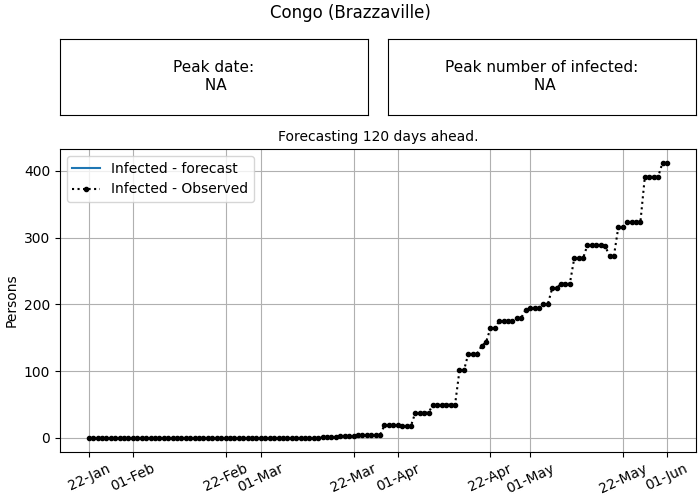 Congo (Brazzaville)
Peak date:
NA
Peak number of infected:
NA
Forecasting 120 days ahead.
Infected - forecast
Infected - Observed
400
300
200
100
0
Persons
22-Jan
01-Feb
22-Feb
01-Mar
22-Mar
01-Apr
22-Apr
01-May
22-May
01-Jun